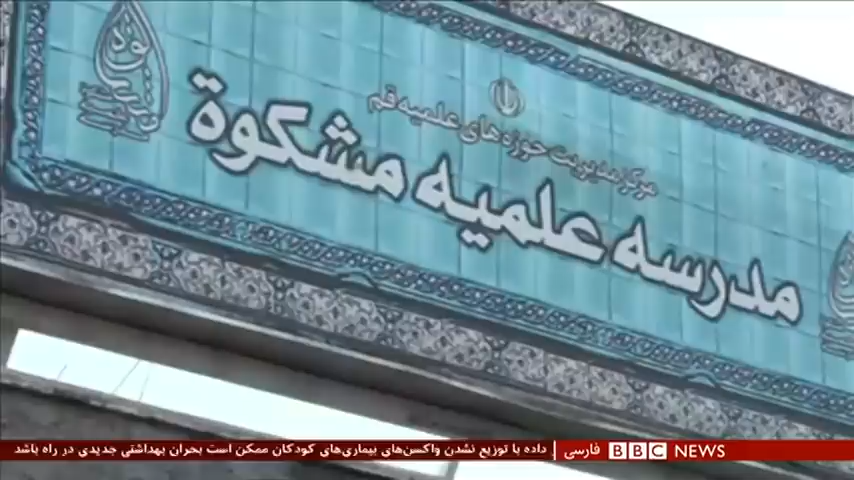 مرکز مدیریت حوزه های علمیه قم
مدرسه علمیه مشکوة
BBC NEWS فارسی
داده با توزیع نشدن واکسن‌های بیماری‌های کودکان ممکن است بحران بهداشتی جدیدی در راه باشد